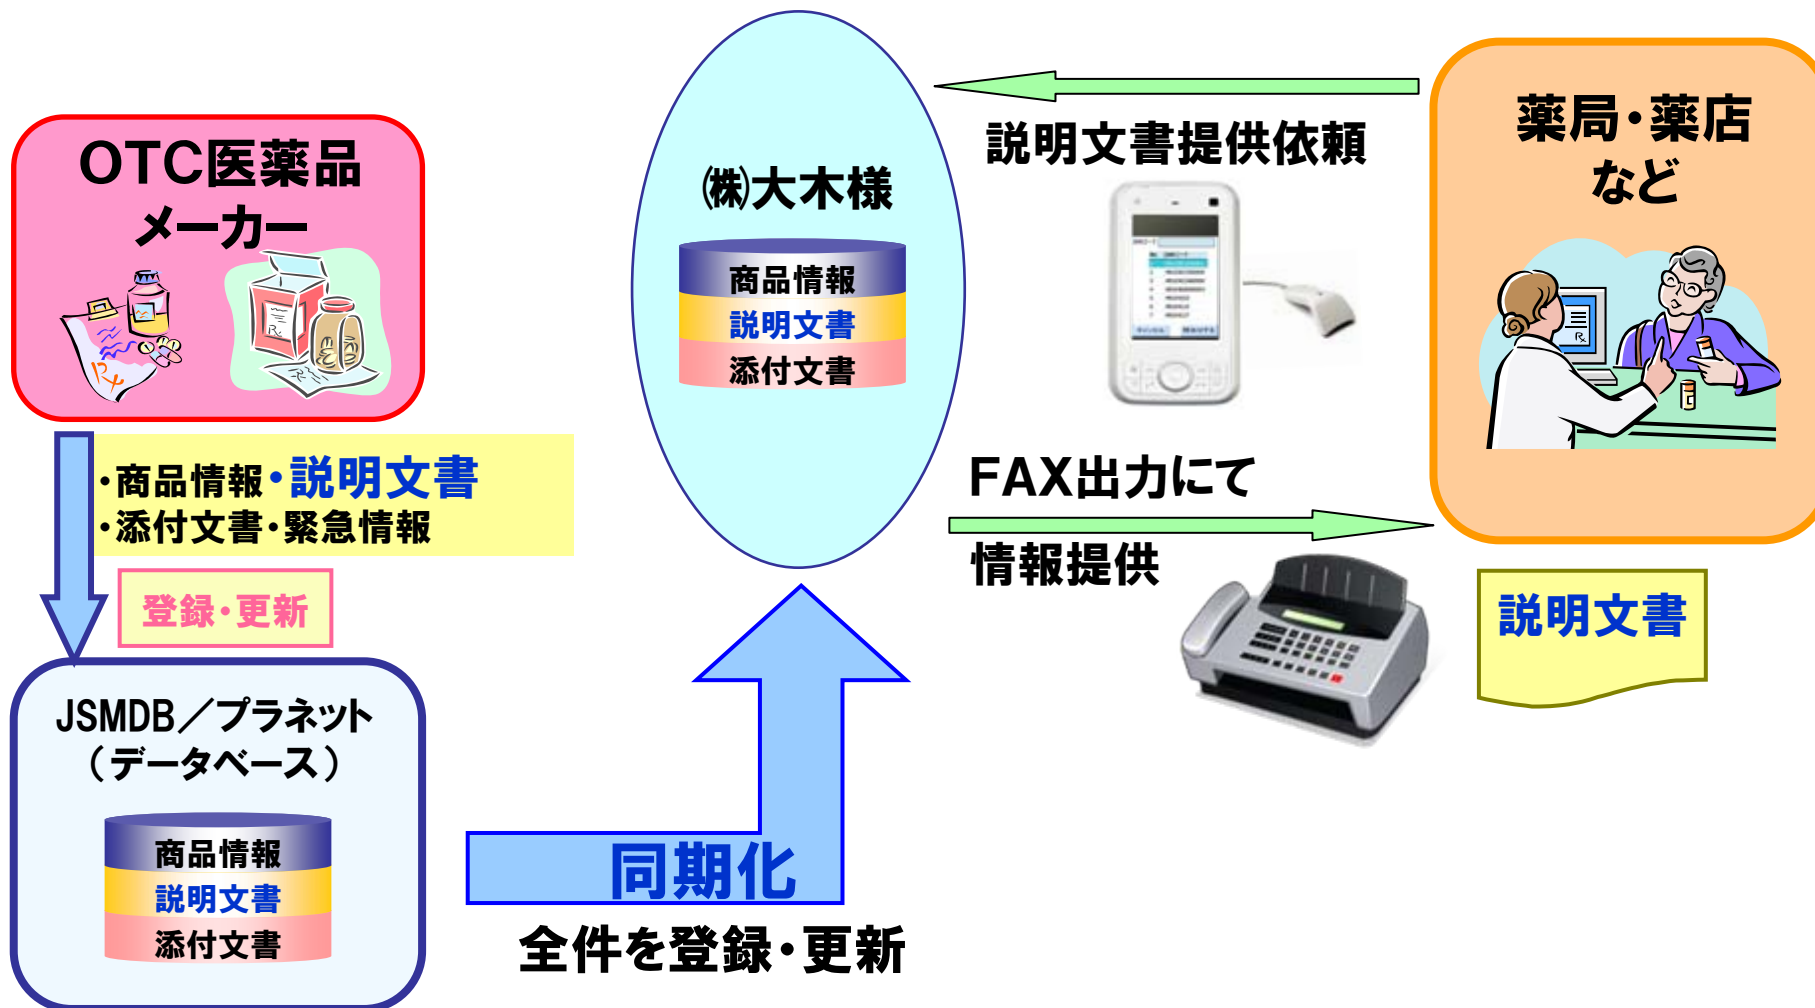 OTC医薬品
メーカー
・商品情報・説明文書
・添付文書・緊急情報
登録・更新
JSMDB／プラネット
（データベース）
商品情報
説明文書
添付文書
同期化
全件を登録・更新
㈱大木様
商品情報
説明文書
添付文書
説明文書提供依頼
FAX出力にて
情報提供
薬局・薬店
など
説明文書